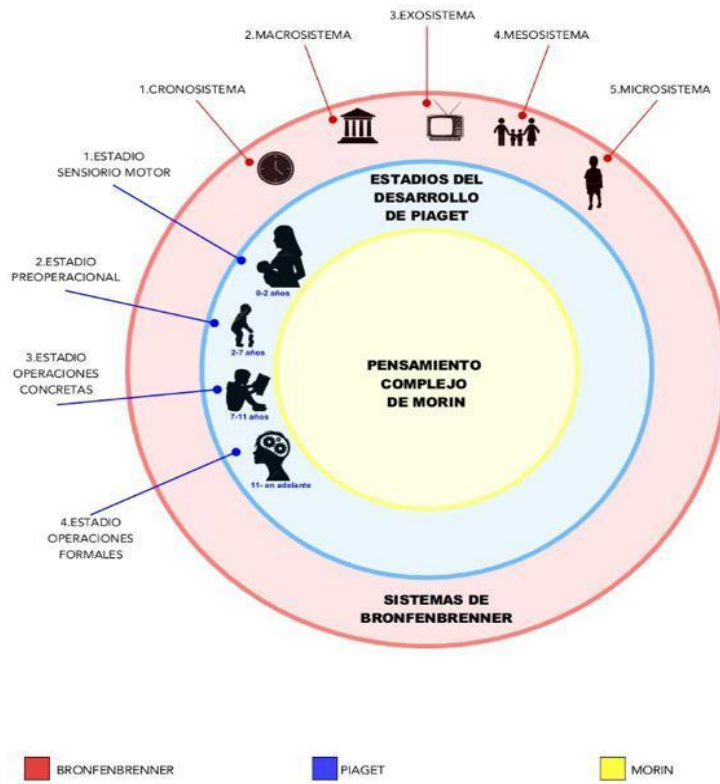 3.EXOSISTEMA
2.MACROSISTEMA
4.MESOSISTEMA
1.CRONOSISTEMA
5.MICROSISTEMA
1.ESTADIO
SENSIORIO MOTOR
ESTADIOS DEL
DESARROLLO
DE PIAGET
2.ESTADIO
PREOPERACIONAL
0-2 años
3.ESTADIO
OPERACIONES
CONCRETAS
2-7 años
PENSAMIENTO
COMPLEJO
DE MORIN
7-11 años
11- en adelante
4.ESTADIO
OPERACIONES
FORMALES
SISTEMAS DE
BRONFENBRENNER
BRONFENBRENNER
PIAGET
MORIN